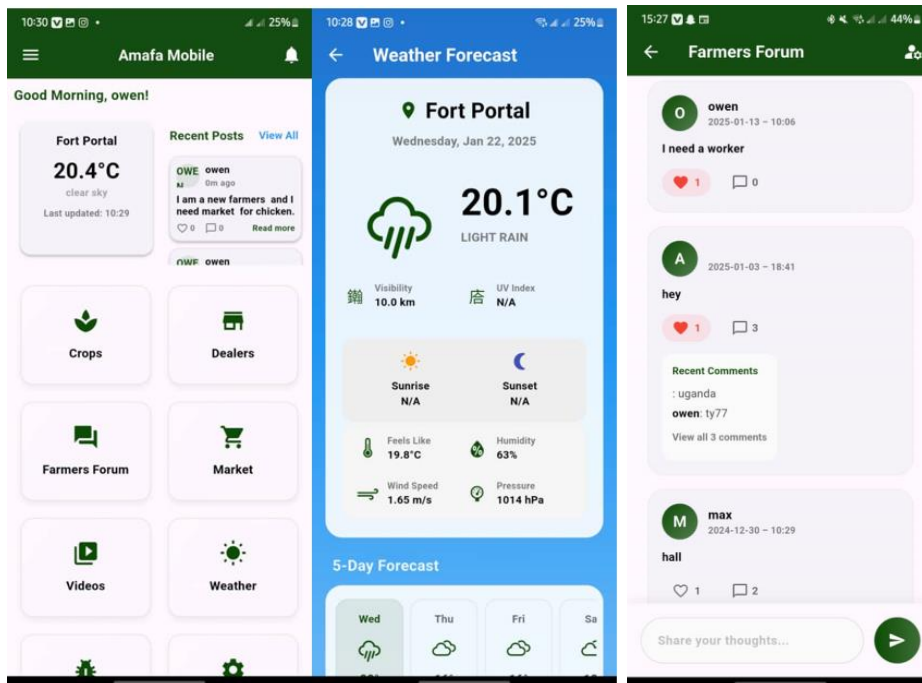 10:30 25%
Amafa Mobile
Good Morning, owen!
Fort Portal
20.4°C
clear sky
Last updated: 10:29
Recent Posts View All
OWE owen
0m ago
I am a new farmers and I
need market for chicken.
0 0 Read more
OWE owen
Crops
Dealers
Farmers Forum
Market
Videos
Weather
10:28 25%
Weather Forecast
Fort Portal
Wednesday, Jan 22, 2025
20.1°C
LIGHT RAIN
Visibility
10.0 km
UV Index
N/A
Sunrise
N/A
Sunset
N/A
Feels Like
19.8°C
Humidity
63%
Wind Speed
1.65 m/s
Pressure
1014 hPa
5-Day Forecast
Wed Thu Fri Sa
15:27 44%
Farmers Forum
O owen
2025-01-13 – 10:06
I need a worker
1 0
A
2025-01-03 – 18:41
hey
1 3
Recent Comments
: uganda
owen: ty77
View all 3 comments
M max
2024-12-30 – 10:29
hall
1 2
Share your thoughts...